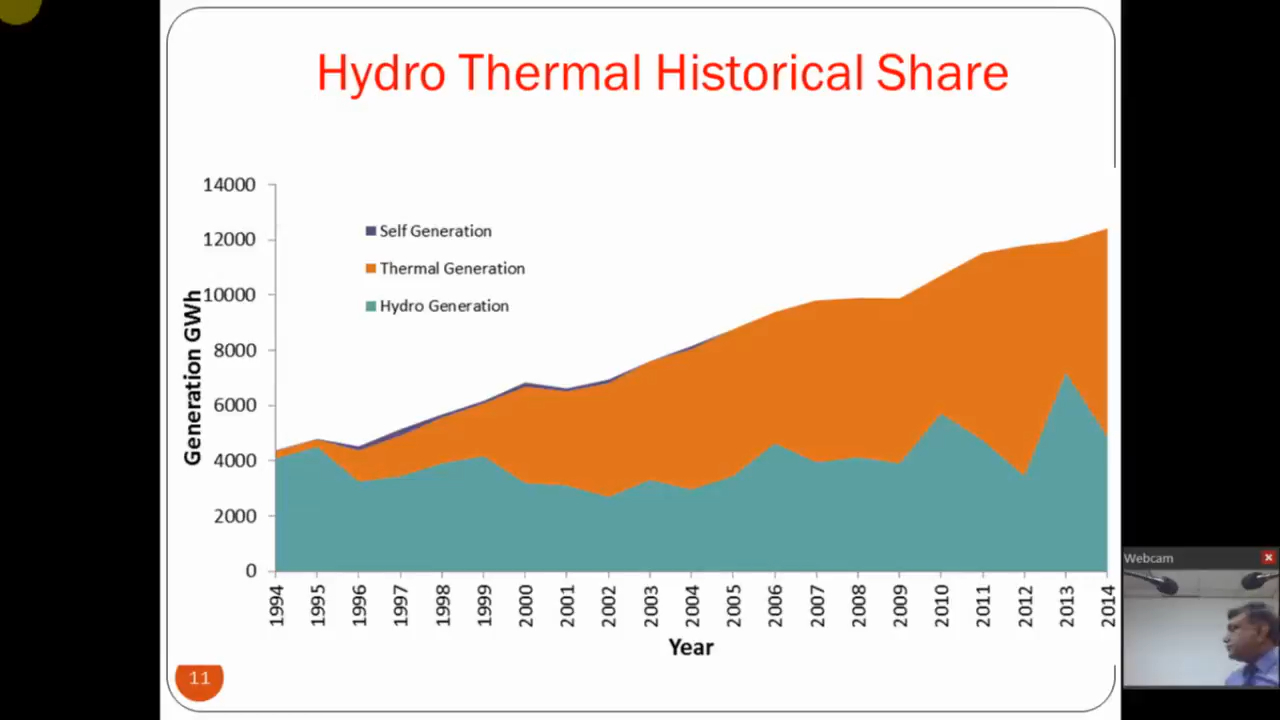 Hydro Thermal Historical Share
14000
12000
10000
8000
6000
4000
2000
0
Generation GWh
Self Generation
Thermal Generation
Hydro Generation
1994 1995 1996 1997 1998 1999 2000 2001 2002 2003 2004 2005 2006 2007 2008 2009 2010 2011 2012 2013 2014
Year
11
Webcam